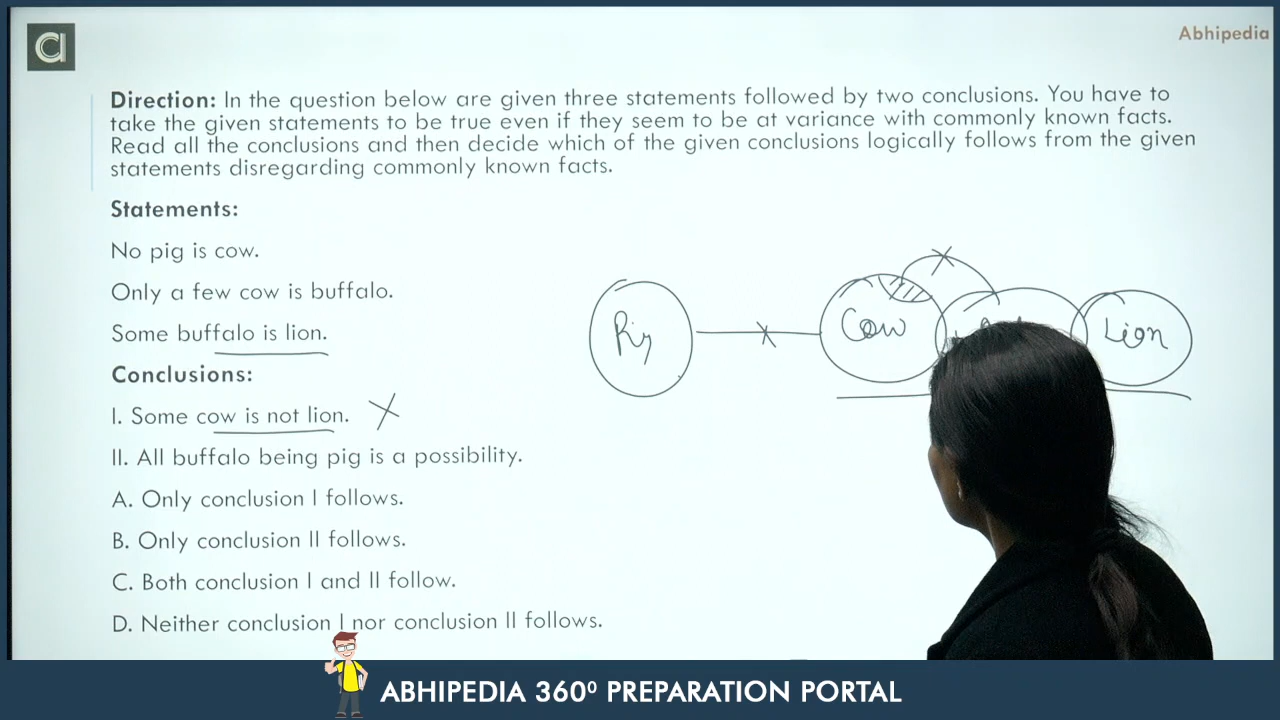 Abhipedia
Direction: In the question below are given three statements followed by two conclusions. You have to
take the given statements to be true even if they seem to be at variance with commonly known facts.
Read all the conclusions and then decide which of the given conclusions logically follows from the given
statements disregarding commonly known facts.
Statements:
No pig is cow.
Only a few cow is buffalo.
Some buffalo is lion.
Pig
Cow
Lion
Conclusions:
I. Some cow is not lion.
II. All buffalo being pig is a possibility.
A. Only conclusion I follows.
B. Only conclusion II follows.
C. Both conclusion I and II follow.
D. Neither conclusion I nor conclusion II follows.
ABHIPEDIA 360⁰ PREPARATION PORTAL